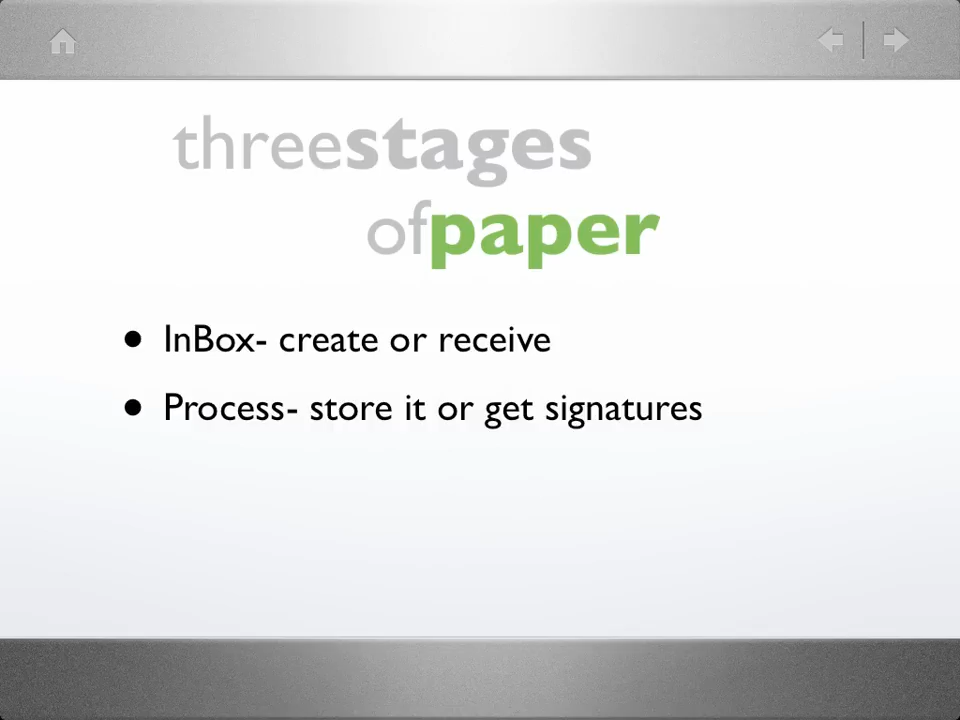 threestages
ofpaper
• InBox- create or receive
• Process- store it or get signatures